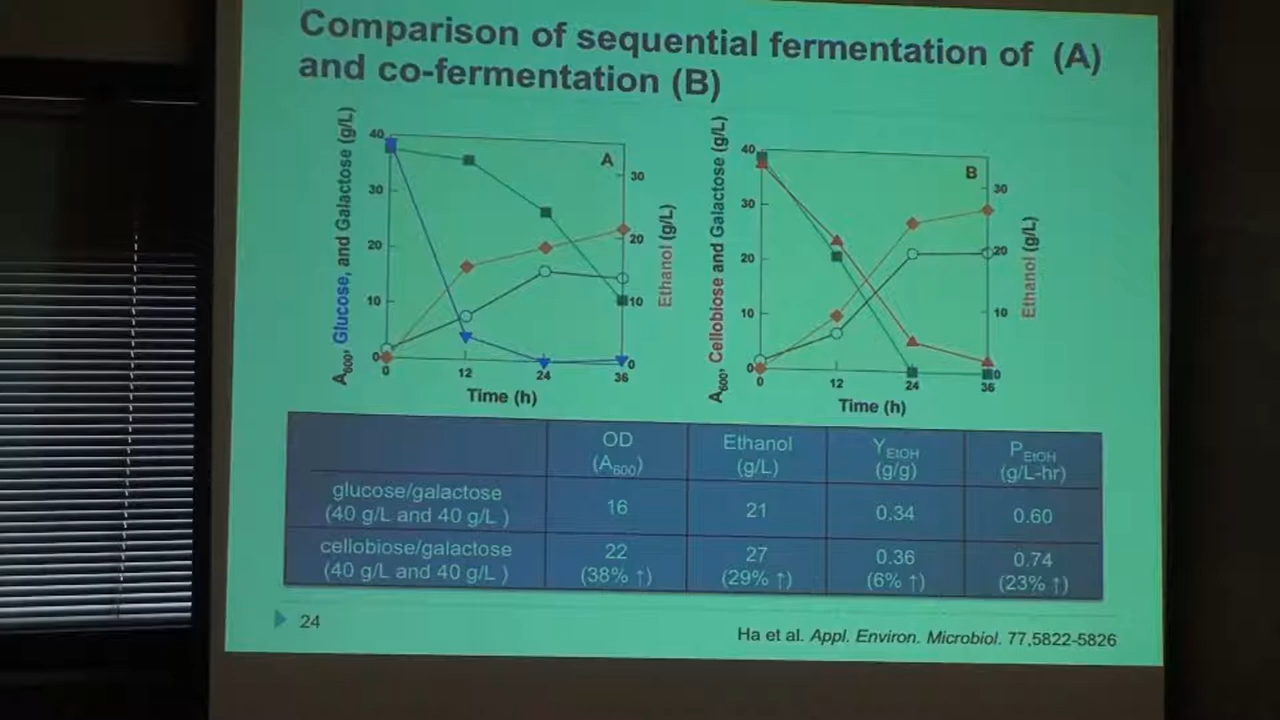 Comparison of sequential fermentation of (A)
and co-fermentation (B)
A600, Glucose, and Galactose (g/L)
40
30
20
10
0
A
30
20
10
0
Ethanol (g/L)
0 12 24 36
Time (h)
A600, Cellobiose and Galactose (g/L)
40
30
20
10
0
B
30
20
10
0
Ethanol (g/L)
0 12 24 36
Time (h)
OD
(A600)
Ethanol
(g/L)
YEtOH
(g/g)
PEtOH
(g/L-hr)
glucose/galactose
(40 g/L and 40 g/L )
16 21 0.34 0.60
cellobiose/galactose
(40 g/L and 40 g/L )
22 27 0.36 0.74
(38% ↑) (29% ↑) (6% ↑) (23% ↑)
24
Ha et al. Appl. Environ. Microbiol. 77,5822-5826